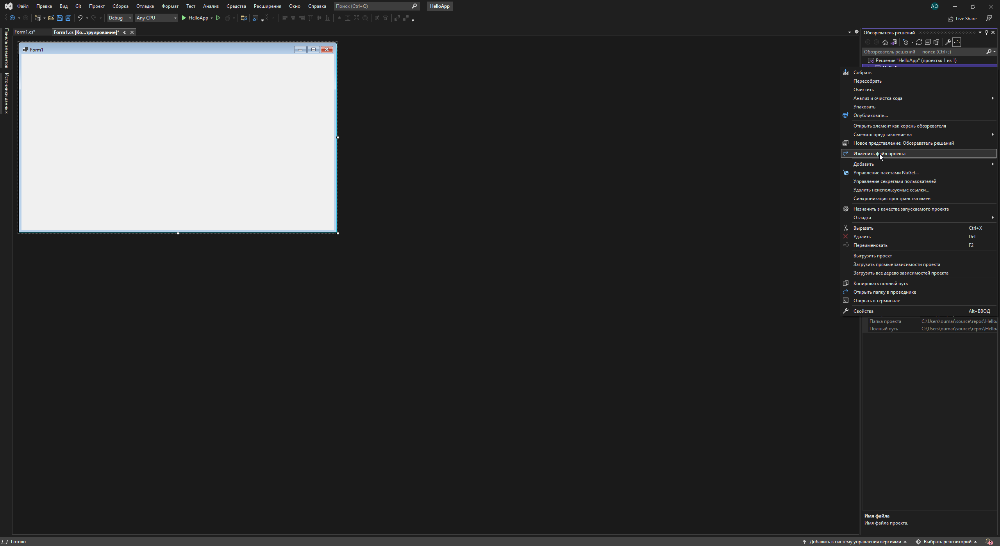 Файл Правка Вид Git Проект Сборка Отладка Формат Тест Анализ Средства Расширения Окно Справка Поиск (Ctrl+Q) HelloApp AO
Debug Any CPU HelloApp Live Share
Панель элементов
Источники данных
Form1.cs* Form1.cs [Ко...труирование]*
Form1
Обозреватель решений
Обозреватель решений — поиск (Ctrl+;)
Решение "HelloApp" (проекты: 1 из 1)
Собрать
Пересобрать
Очистить
Анализ и очистка кода
Упаковать
Опубликовать...
Открыть элемент как корень обозревателя
Сменить представление на
Новое представление: Обозреватель решений
Изменить файл проекта
Добавить
Управление пакетами NuGet...
Управление секретами пользователей
Удалить неиспользуемые ссылки...
Синхронизация пространства имен
Назначить в качестве запускаемого проекта
Отладка
Вырезать Ctrl+X
Удалить Del
Переименовать F2
Выгрузить проект
Загрузить прямые зависимости проекта
Загрузить все дерево зависимостей проекта
Копировать полный путь
Открыть папку в проводнике
Открыть в терминале
Свойства Alt+ВВОД
Папка проекта C:\Users\oumar\source\repos\Hello
Полный путь C:\Users\oumar\source\repos\Hello
Имя файла
Имя файла проекта.
Готово Добавить в систему управления версиями Выбрать репозиторий 2